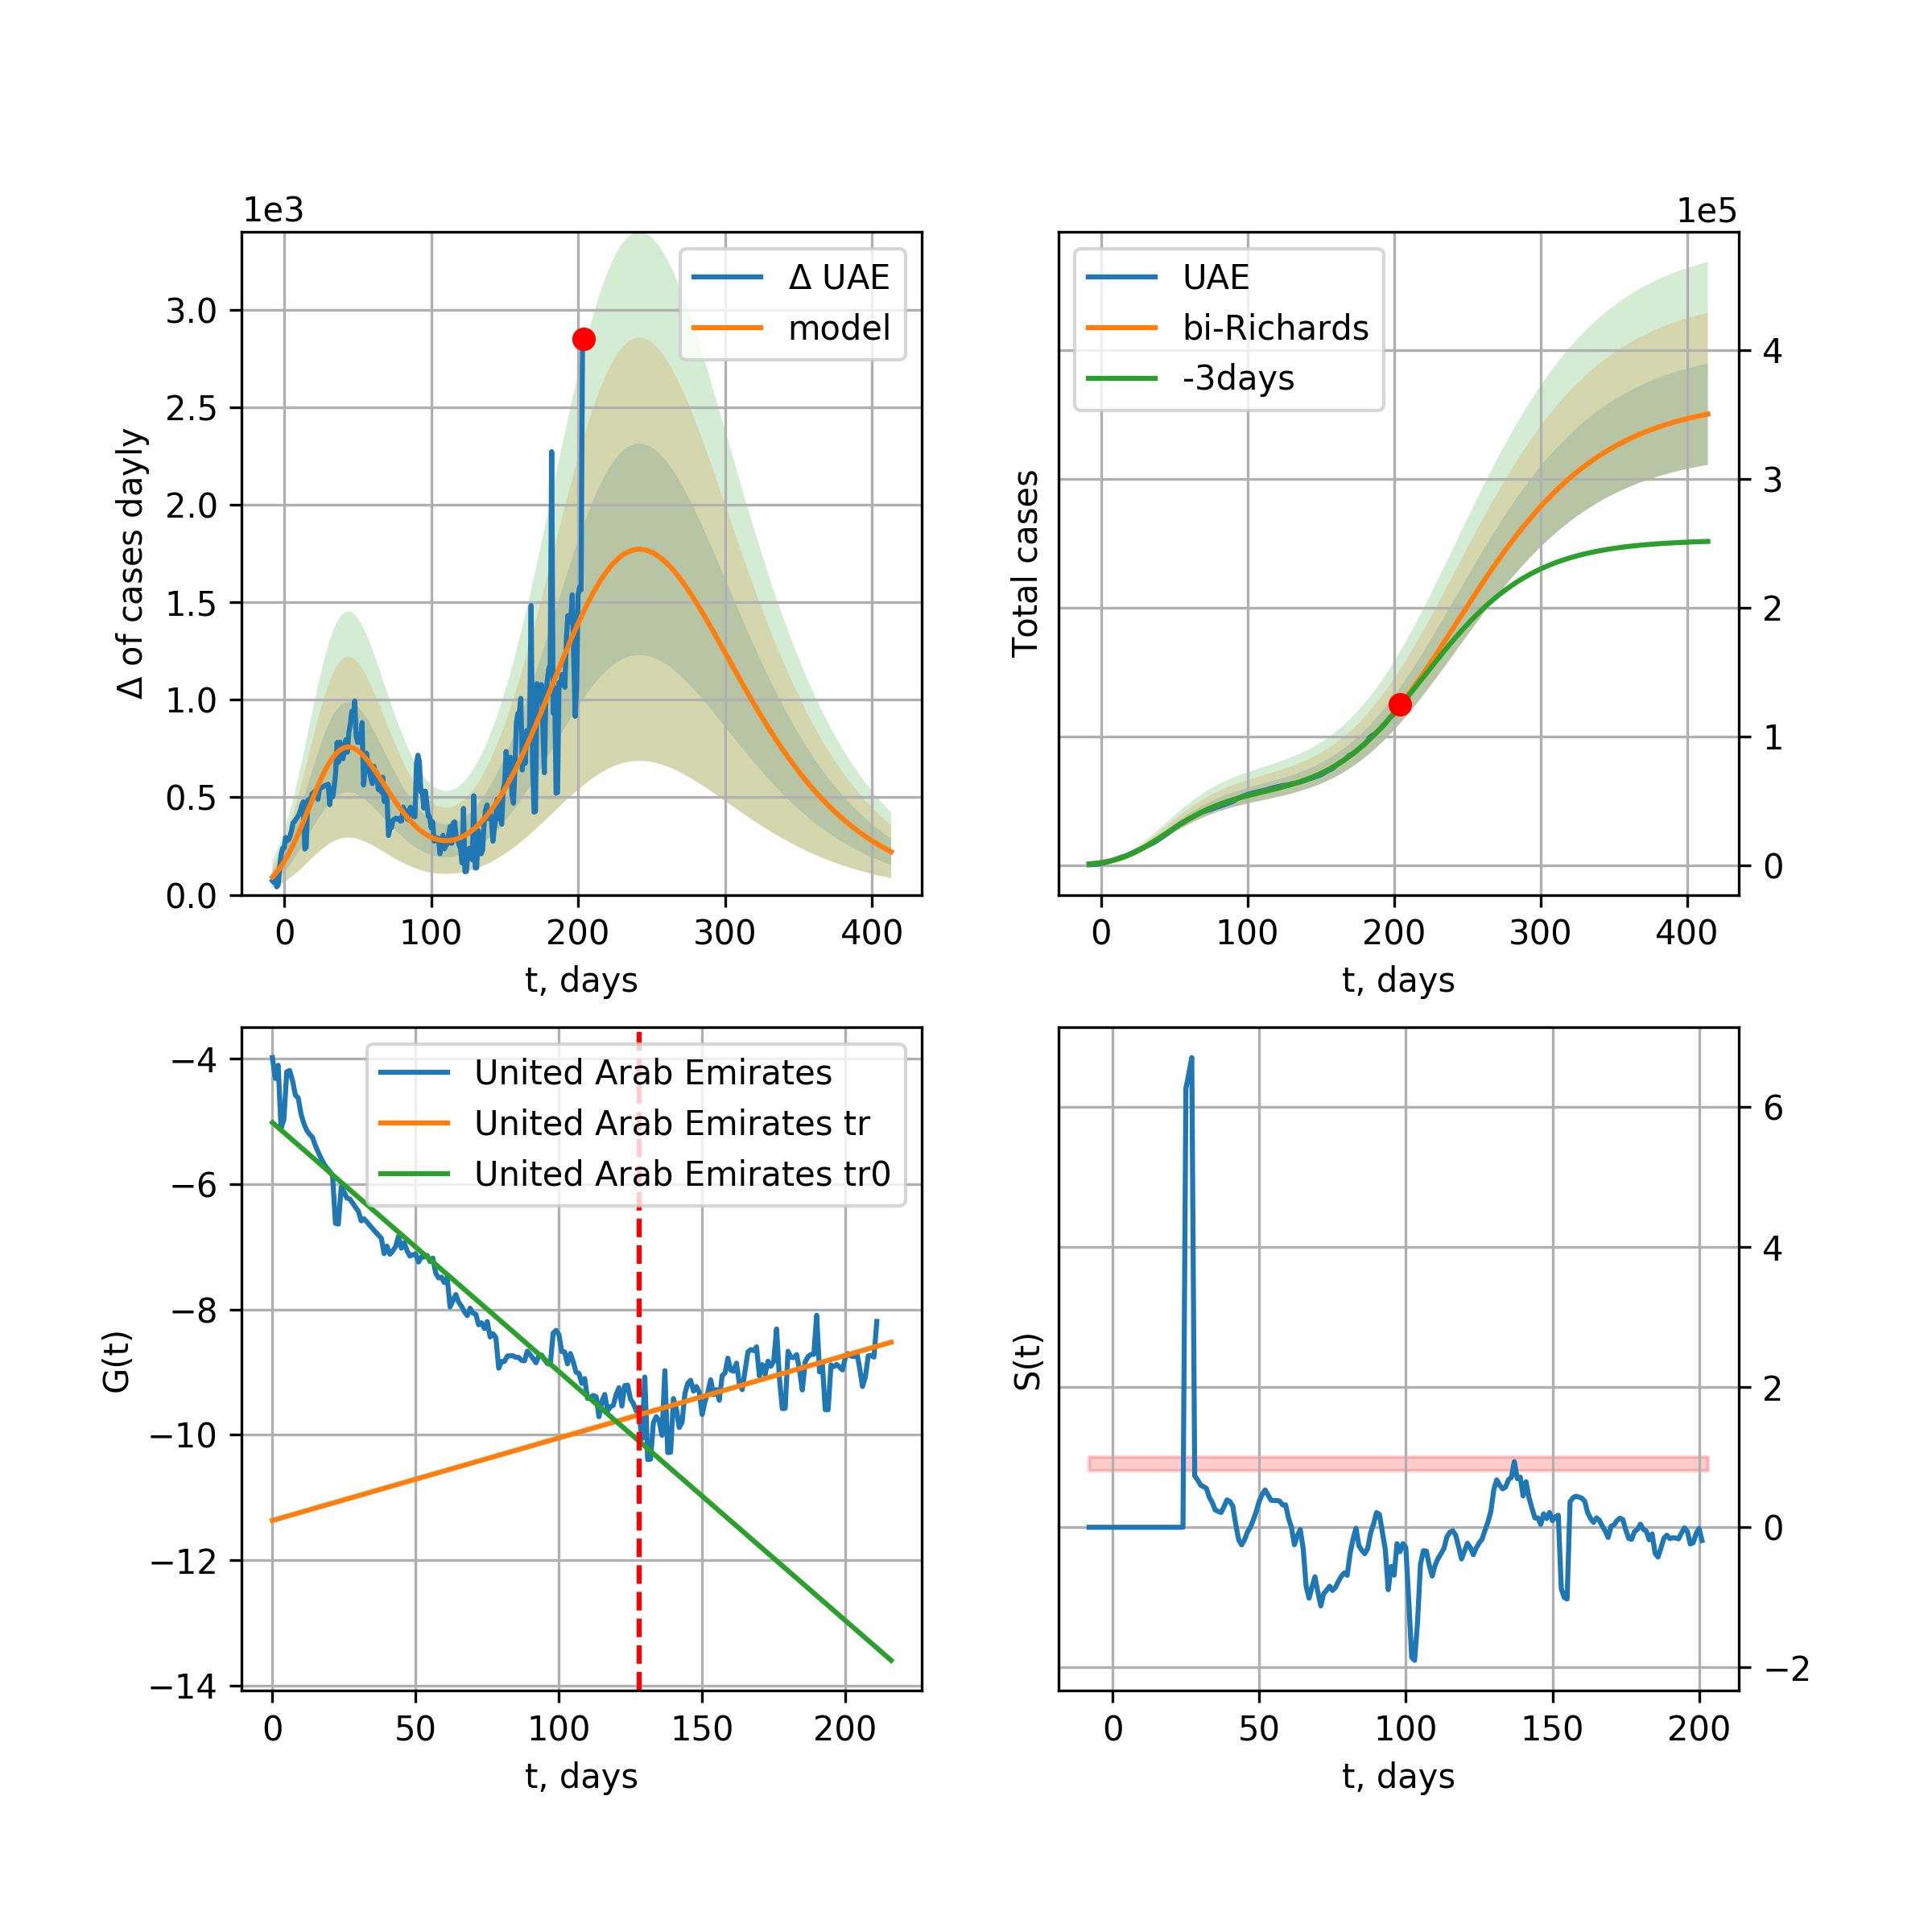 1e3
Δ UAE
model
3.0
2.5
2.0
1.5
1.0
0.5
0.0
Δ of cases dayly
0 100 200 300 400
t, days
1e5
UAE
bi-Richards
-3days
4
3
2
1
0
Total cases
0 100 200 300 400
t, days
United Arab Emirates
United Arab Emirates tr
United Arab Emirates tr0
−4
−6
−8
−10
−12
−14
G(t)
0 50 100 150 200
t, days
6
4
2
0
−2
S(t)
0 50 100 150 200
t, days